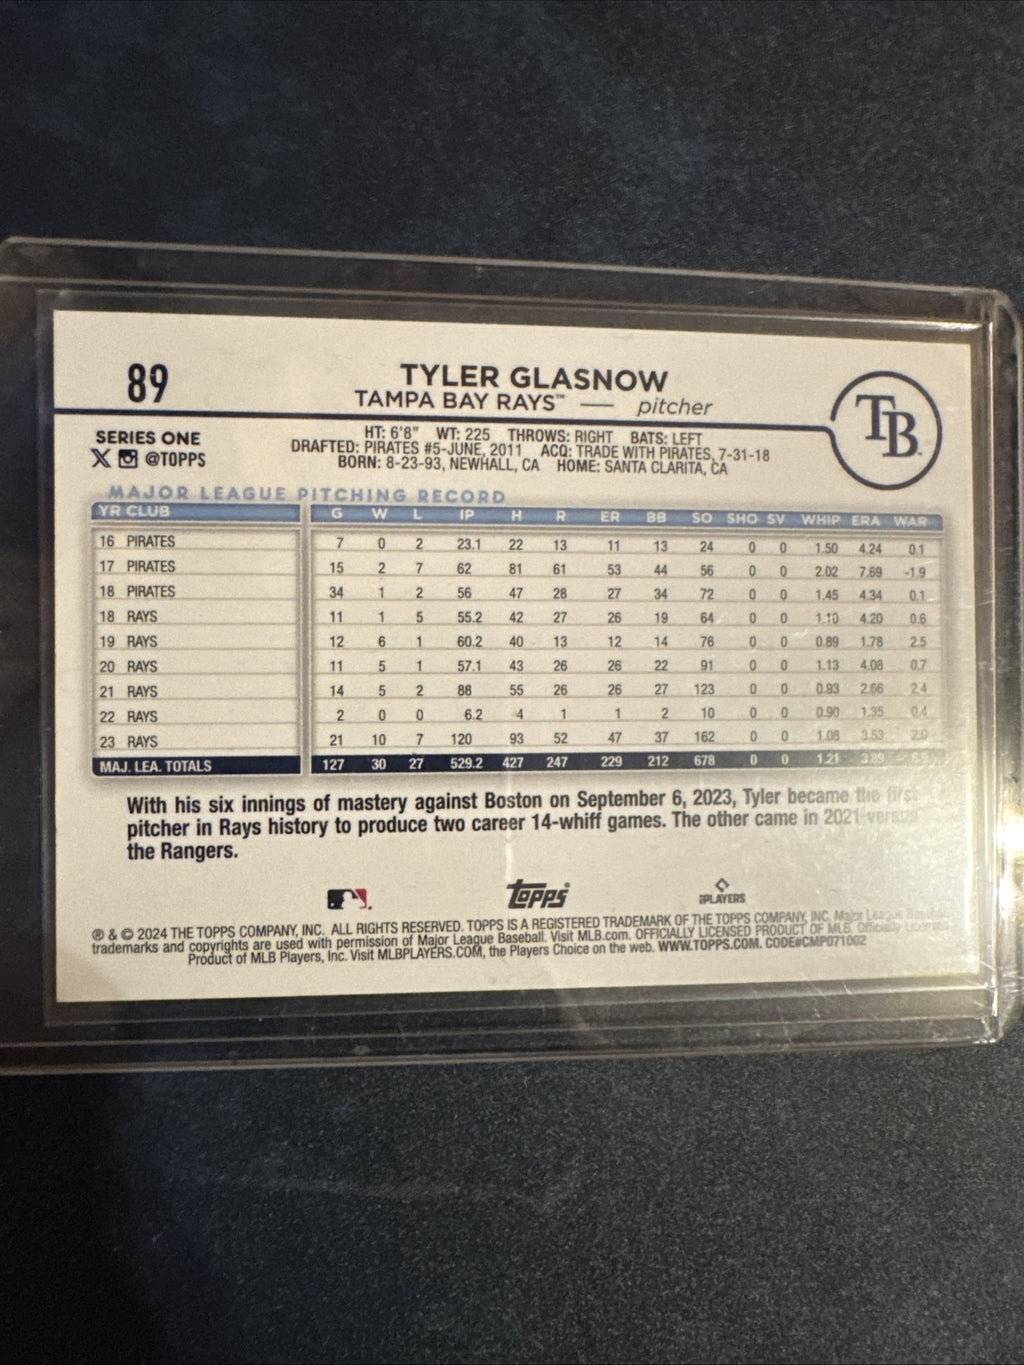 89
TYLER GLASNOW
TAMPA BAY RAYS™ — pitcher
TB
SERIES ONE
@TOPPS
HT: 6'8" WT: 225 THROWS: RIGHT BATS: LEFT
DRAFTED: PIRATES #5-JUNE, 2011 ACQ: TRADE WITH PIRATES, 7-31-18
BORN: 8-23-93, NEWHALL, CA HOME: SANTA CLARITA, CA
MAJOR LEAGUE PITCHING RECORD
YR CLUB G W L IP H R ER BB SO SHO SV WHIP ERA WAR
16 PIRATES 7 0 2 23.1 22 13 11 13 24 0 0 1.50 4.24 0.1
17 PIRATES 15 2 7 62 81 61 53 44 56 0 0 2.02 7.69 -1.9
18 PIRATES 34 1 2 56 47 28 27 34 72 0 0 1.45 4.34 0.1
18 RAYS 11 1 5 55.2 42 27 26 19 64 0 0 1.10 4.20 0.6
19 RAYS 12 6 1 60.2 40 13 12 14 76 0 0 0.89 1.78 2.5
20 RAYS 11 5 1 57.1 43 26 26 22 91 0 0 1.13 4.08 0.7
21 RAYS 14 5 2 88 55 26 26 27 123 0 0 0.93 2.66 2.4
22 RAYS 2 0 0 6.2 4 1 1 2 10 0 0 0.90 1.35 0.4
23 RAYS 21 10 7 120 93 52 47 37 162 0 0 1.08 3.53 2.0
MAJ. LEA. TOTALS 127 30 27 529.2 427 247 229 212 678 0 0 1.21 3.89
With his six innings of mastery against Boston on September 6, 2023, Tyler became the first
pitcher in Rays history to produce two career 14-whiff games. The other came in 2021 versus
the Rangers.
topps
PLAYERS
℗ & © 2024 THE TOPPS COMPANY, INC. ALL RIGHTS RESERVED. TOPPS IS A REGISTERED TRADEMARK OF THE TOPPS COMPANY, INC. Major League Baseball
trademarks and copyrights are used with permission of Major League Baseball. Visit MLB.com. OFFICIALLY LICENSED PRODUCT OF MLB. Officially Licensed
Product of MLB Players, Inc. Visit MLBPLAYERS.COM, the Players Choice on the web. WWW.TOPPS.COM. CODE#CMP071002